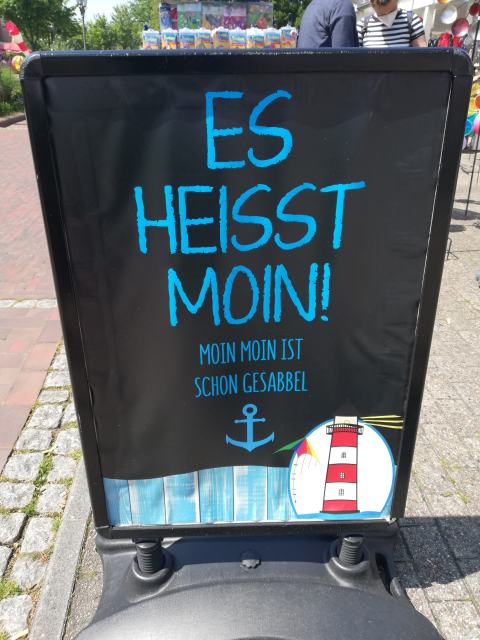 ES
HEISST
MOIN!
MOIN MOIN IST
SCHON GESABBEL